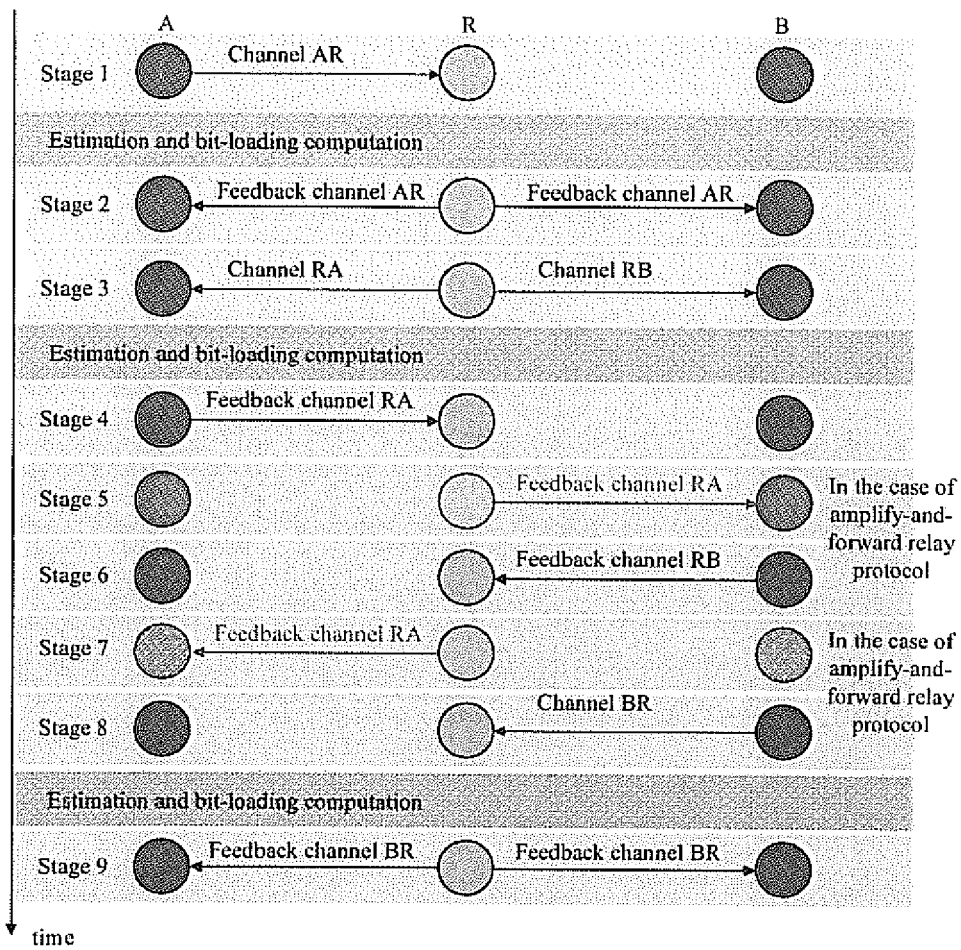 A R B
Stage 1 Channel AR
Estimation and bit-loading computation
Stage 2 Feedback channel AR Feedback channel AR
Stage 3 Channel RA Channel RB
Estimation and bit-loading computation
Stage 4 Feedback channel RA
Stage 5 Feedback channel RA
In the case of
amplify-and-
forward relay
protocol
Stage 6 Feedback channel RB
Stage 7 Feedback channel RA
In the case of
amplify-and-
forward relay
protocol
Stage 8 Channel BR
Estimation and bit-loading computation
Stage 9 Feedback channel BR Feedback channel BR
time